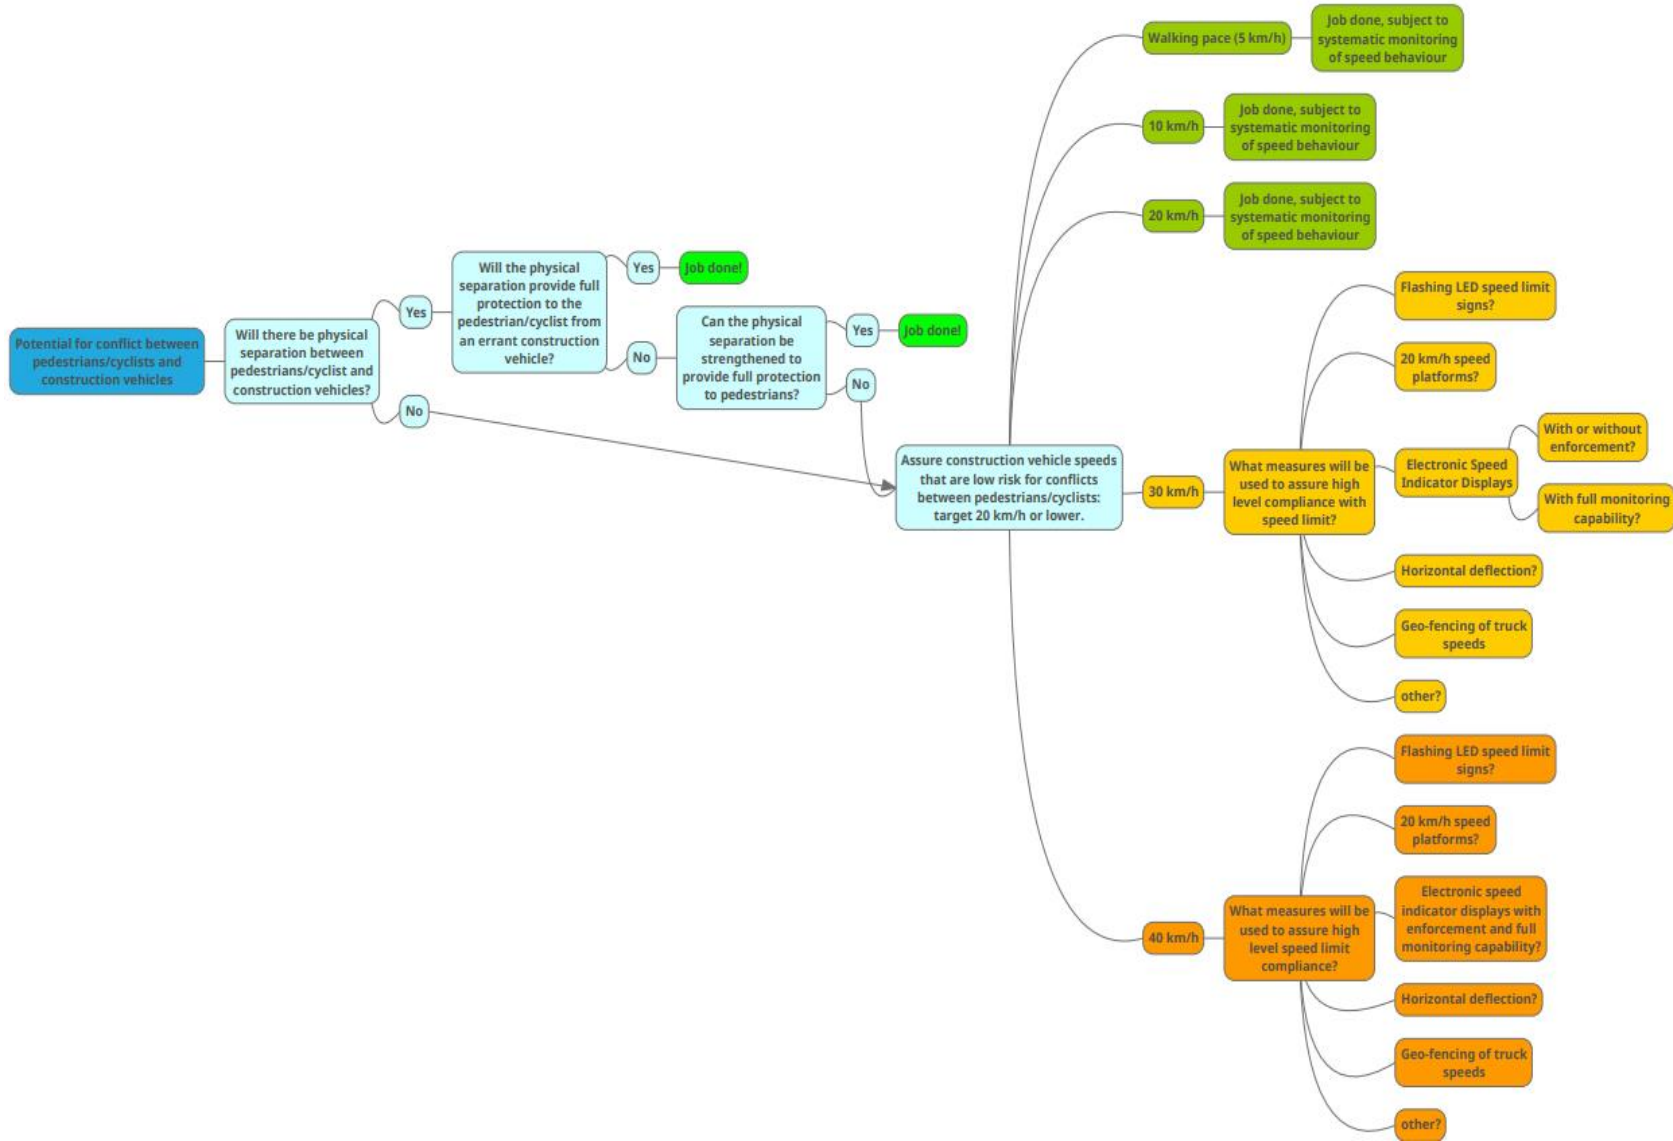 Potential for conflict between
pedestrians/cyclists and
construction vehicles
Will there be physical
separation between
pedestrians/cyclist and
construction vehicles?
Yes
Will the physical
separation provide full
protection to the
pedestrian/cyclist from
an errant construction
vehicle?
Yes
Job done!
No
Can the physical
separation be
strengthened to
provide full protection
to pedestrians?
Yes
Job done!
No
No
Assure construction vehicle speeds
that are low risk for conflicts
between pedestrians/cyclists:
target 20 km/h or lower.
Walking pace (5 km/h)
Job done, subject to
systematic monitoring
of speed behaviour
10 km/h
Job done, subject to
systematic monitoring
of speed behaviour
20 km/h
Job done, subject to
systematic monitoring
of speed behaviour
30 km/h
What measures will be
used to assure high
level compliance with
speed limit?
Flashing LED speed limit
signs?
20 km/h speed
platforms?
Electronic Speed
Indicator Displays
With or without
enforcement?
With full monitoring
capability?
Horizontal deflection?
Geo-fencing of truck
speeds
other?
40 km/h
What measures will be
used to assure high
level speed limit
compliance?
Flashing LED speed limit
signs?
20 km/h speed
platforms?
Electronic speed
indicator displays with
enforcement and full
monitoring capability?
Horizontal deflection?
Geo-fencing of truck
speeds
other?